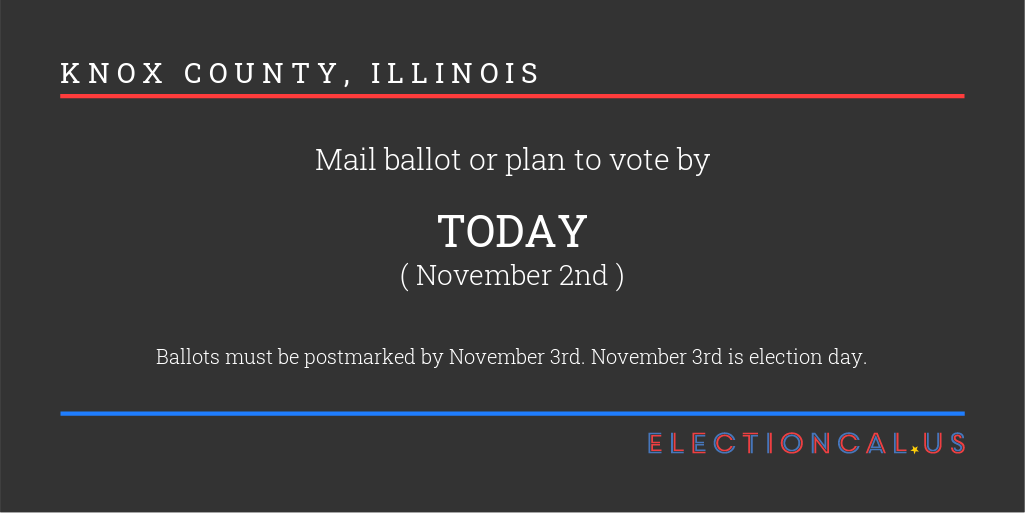 KNOX COUNTY, ILLINOIS
Mail ballot or plan to vote by
TODAY
( November 2nd )
Ballots must be postmarked by November 3rd. November 3rd is election day.
ELECTIONCAL.US